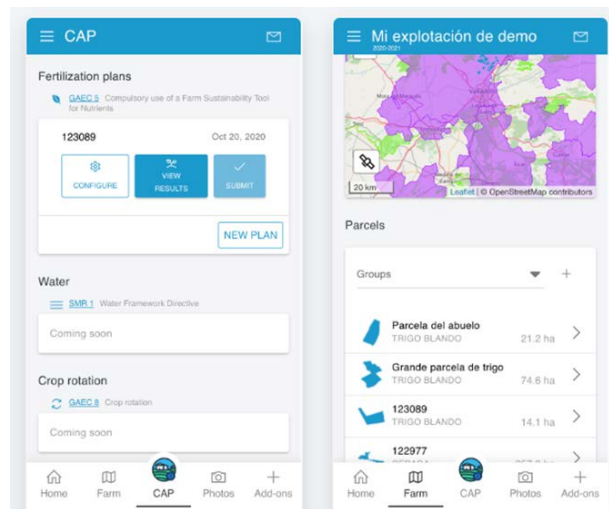 CAP
Fertilization plans
GAEC 5 Compulsory use of a Farm Sustainability Tool
for Nutrients
123089 Oct 20, 2020
CONFIGURE
VIEW
RESULTS
SUBMIT
NEW PLAN
Water
SMR 1 Water Framework Directive
Coming soon
Crop rotation
GAEC 8 Crop rotation
Coming soon
Home Farm CAP Photos Add-ons
Mi explotación de demo
2020-2021
20 km
Leaflet | © OpenStreetMap contributors
Parcels
Groups
Parcela del abuelo
TRIGO BLANDO 21.2 ha
Grande parcela de trigo
TRIGO BLANDO 74.6 ha
123089
TRIGO BLANDO 14.1 ha
122977
Home Farm CAP Photos Add-ons